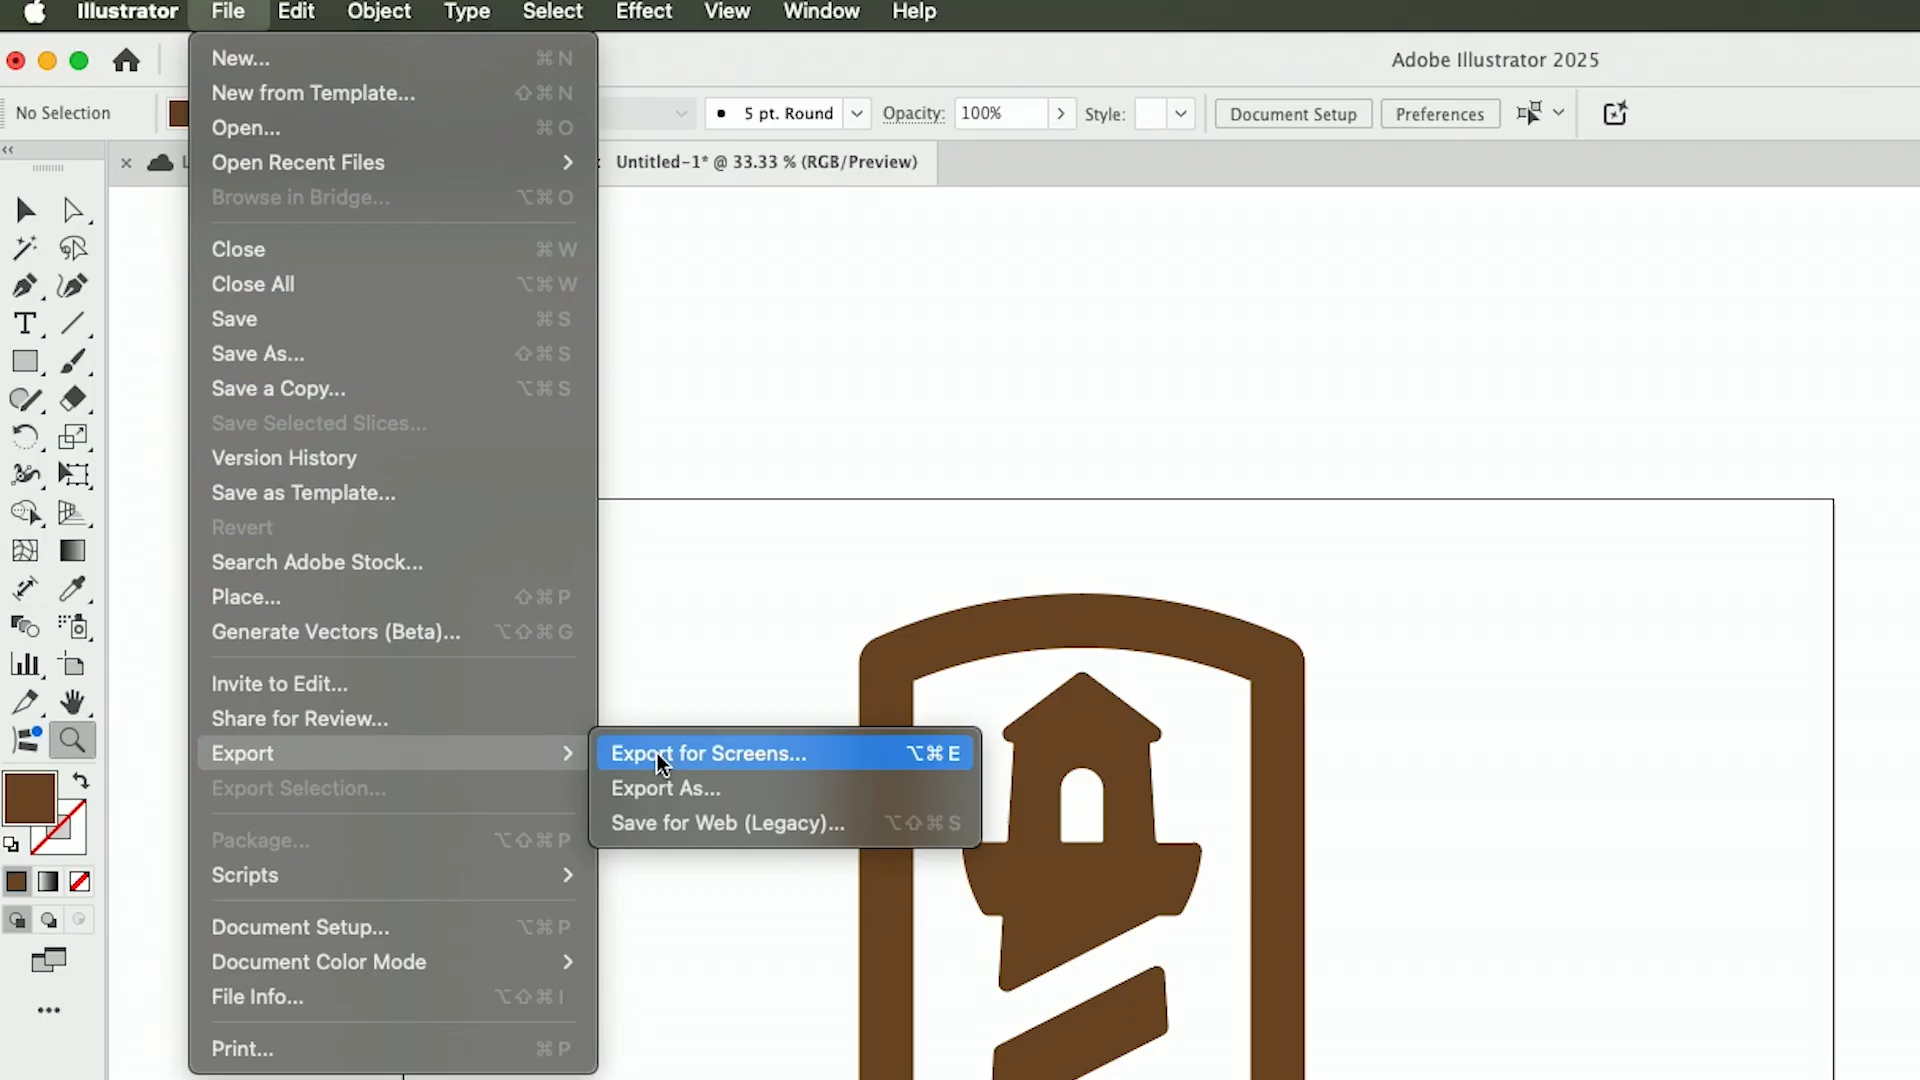 Illustrator File Edit Object Type Select Effect View Window Help
Adobe Illustrator 2025
No Selection
5 pt. Round
Opacity: 100%
Style:
Document Setup
Preferences
Untitled-1* @ 33.33 % (RGB/Preview)
New... ⌘ N
New from Template... ⇧ ⌘ N
Open... ⌘ O
Open Recent Files
Browse in Bridge... ⌥ ⌘ O
Close ⌘ W
Close All ⌥ ⌘ W
Save ⌘ S
Save As... ⇧ ⌘ S
Save a Copy... ⌥ ⌘ S
Save Selected Slices...
Version History
Save as Template...
Revert
Search Adobe Stock...
Place... ⇧ ⌘ P
Generate Vectors (Beta)... ⌥ ⇧ ⌘ G
Invite to Edit...
Share for Review...
Export
Export for Screens... ⌥ ⌘ E
Export As...
Save for Web (Legacy)... ⌥ ⇧ ⌘ S
Export Selection...
Package... ⌥ ⇧ ⌘ P
Scripts
Document Setup... ⌥ ⌘ P
Document Color Mode
File Info... ⌥ ⇧ ⌘ I
Print... ⌘ P